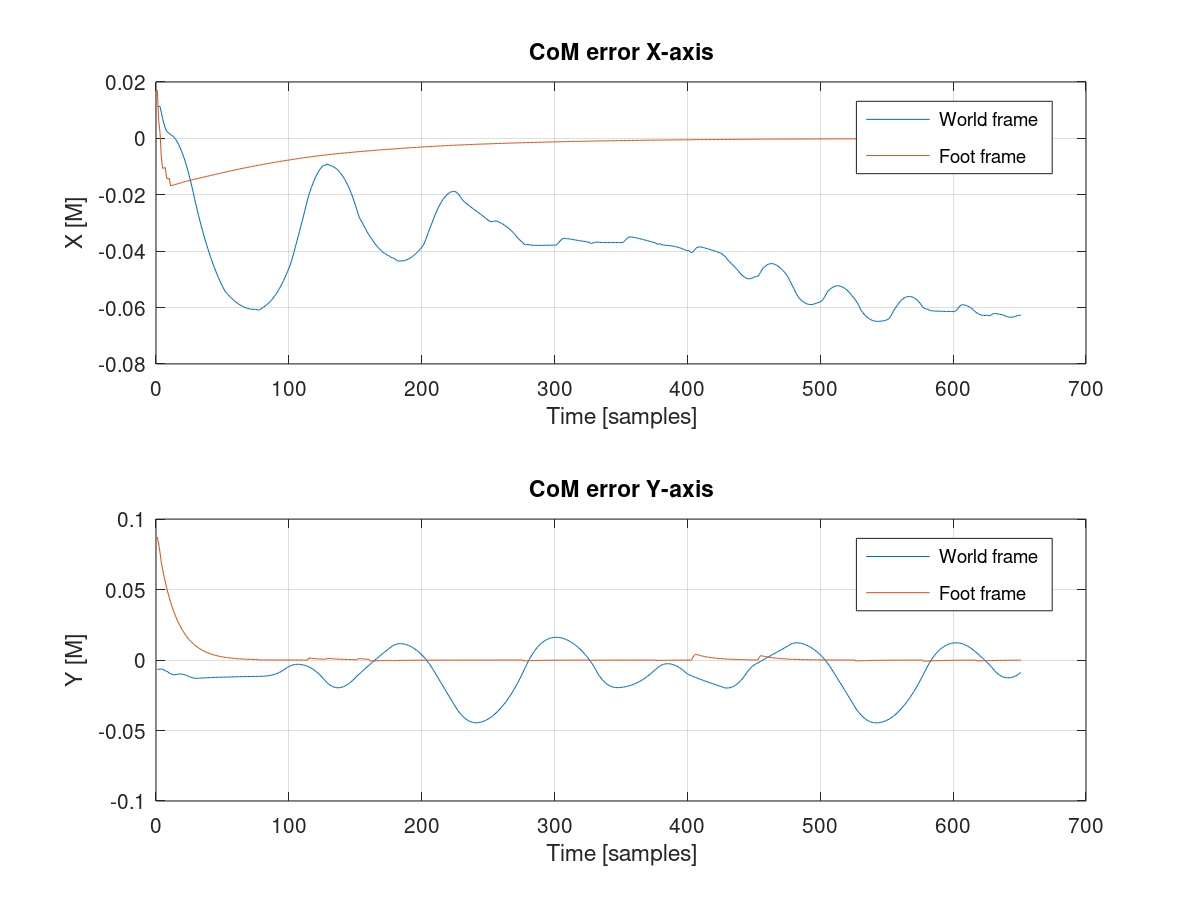 CoM error X-axis
0.02
0
-0.02
-0.04
-0.06
-0.08
X [M]
World frame
Foot frame
0 100 200 300 400 500 600 700
Time [samples]
CoM error Y-axis
0.1
0.05
0
-0.05
-0.1
Y [M]
World frame
Foot frame
0 100 200 300 400 500 600 700
Time [samples]